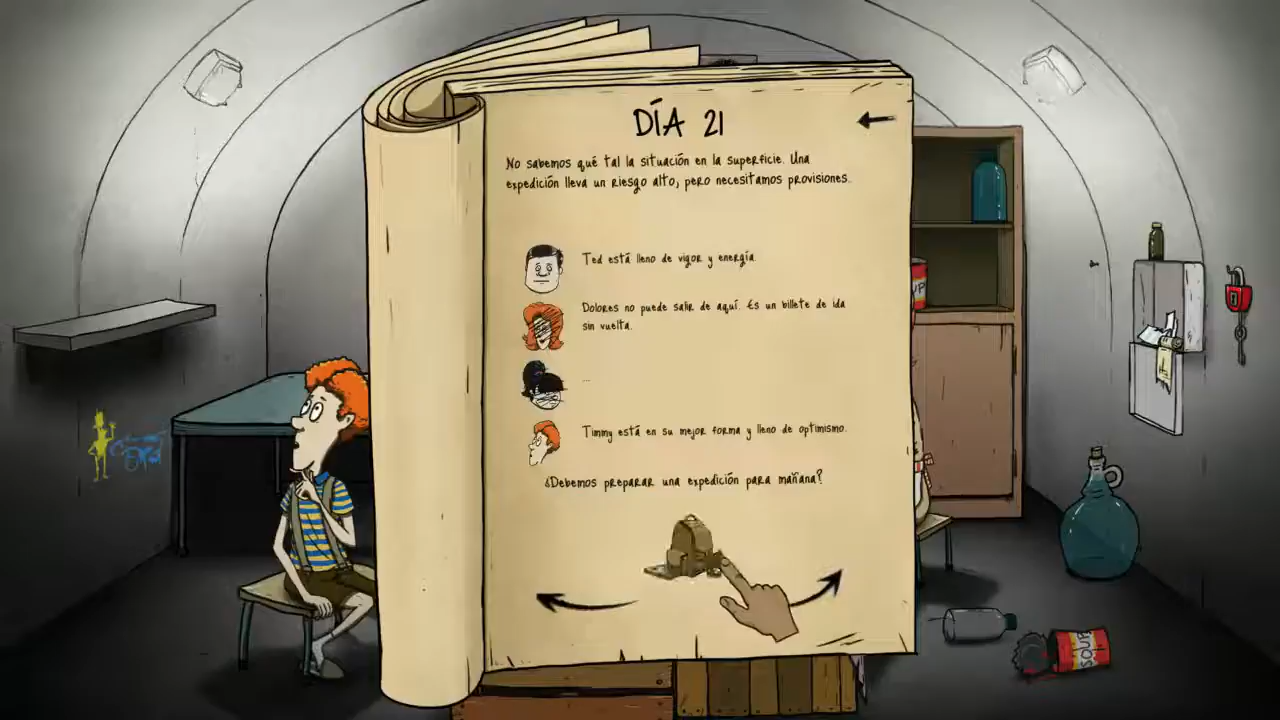 DÍA 21
No sabemos qué tal la situación en la superficie. Una
expedición lleva un riesgo alto, pero necesitamos provisiones.
Ted está lleno de vigor y energía.
Dolores no puede salir de aquí. Es un billete de ida
sin vuelta.
...
Timmy está en su mejor forma y lleno de optimismo.
¿Debemos preparar una expedición para mañana?
SOUP